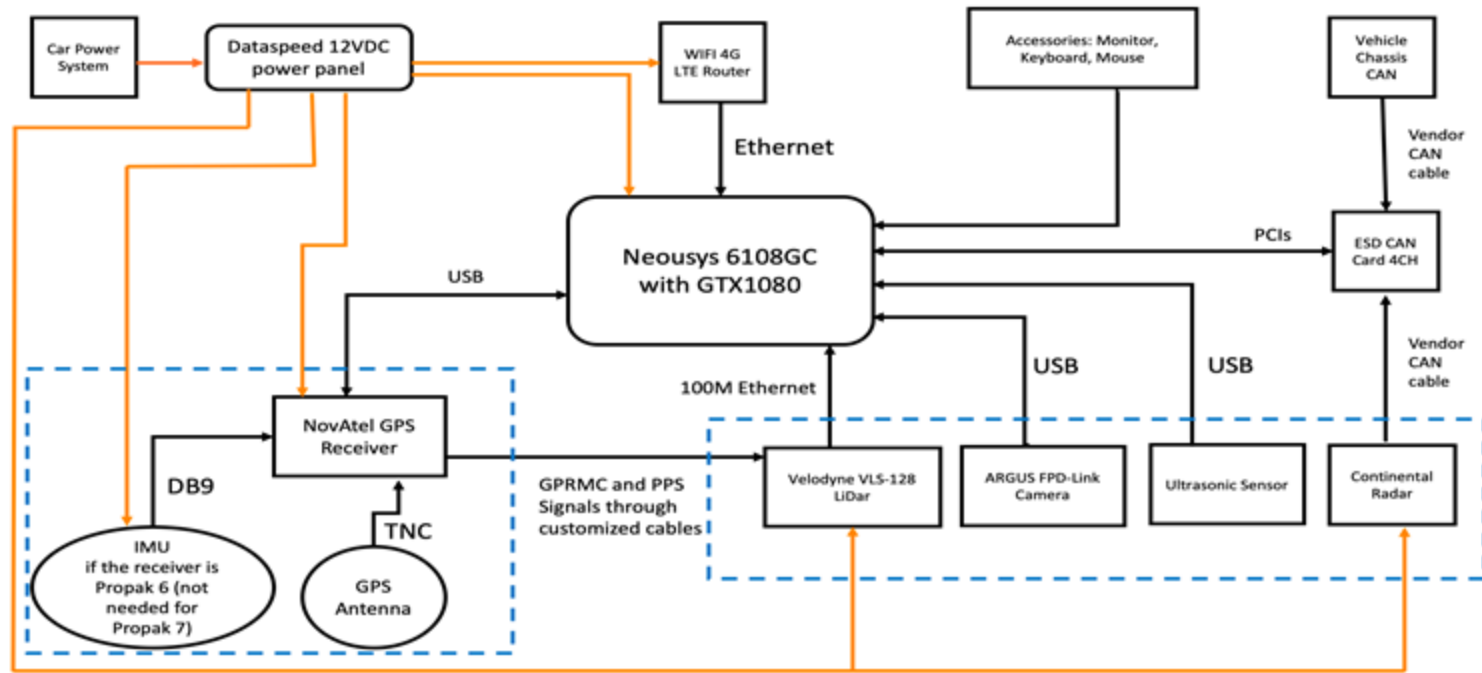 Car Power
System
Dataspeed 12VDC
power panel
WIFI 4G
LTE Router
Accessories: Monitor,
Keyboard, Mouse
Vehicle
Chassis
CAN
Ethernet
Vendor
CAN
cable
Neousys 6108GC
with GTX1080
PCIs
ESD CAN
Card 4CH
USB
100M Ethernet
USB
USB
Vendor
CAN
cable
NovAtel GPS
Receiver
DB9
TNC
GPRMC and PPS
Signals through
customized cables
Velodyne VLS-128
LiDar
ARGUS FPD-Link
Camera
Ultrasonic Sensor
Continental
Radar
IMU
if the receiver is
Propak 6 (not
needed for
Propak 7)
GPS
Antenna